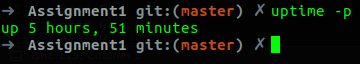 ➜ Assignment1 git:(master) ✗ uptime -p
up 5 hours, 51 minutes
➜ Assignment1 git:(master) ✗